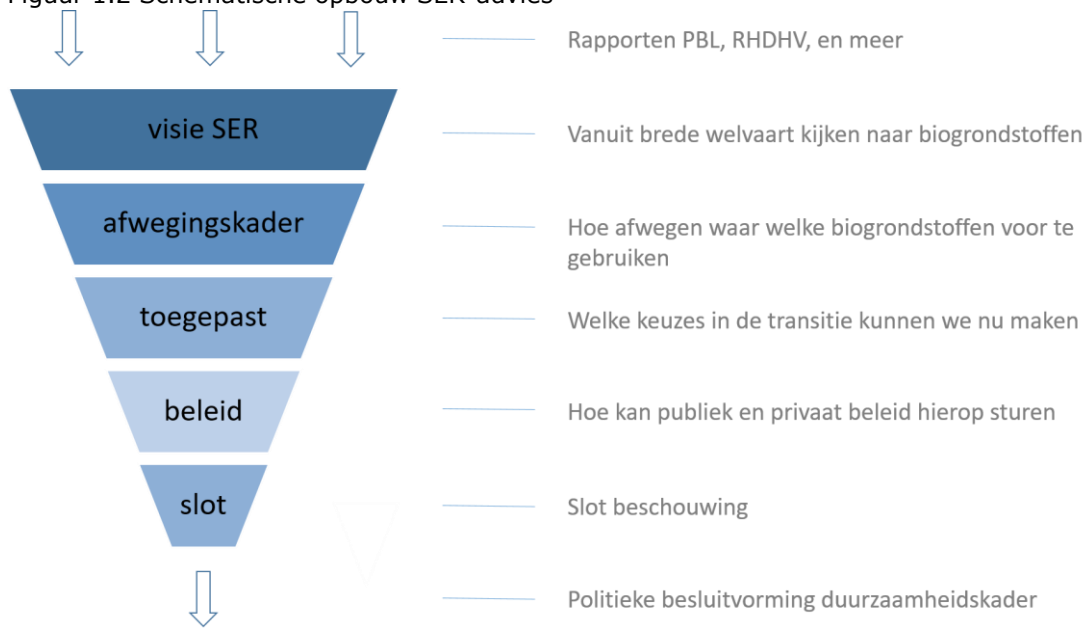 Figuur 1.2 Schematische opbouw SER-advies
Rapporten PBL, RHDHV, en meer
visie SER
Vanuit brede welvaart kijken naar biogrondstoffen
afwegingskader
Hoe afwegen waar welke biogrondstoffen voor te
gebruiken
toegepast
Welke keuzes in de transitie kunnen we nu maken
beleid
Hoe kan publiek en privaat beleid hierop sturen
slot
Slot beschouwing
Politieke besluitvorming duurzaamheidskader